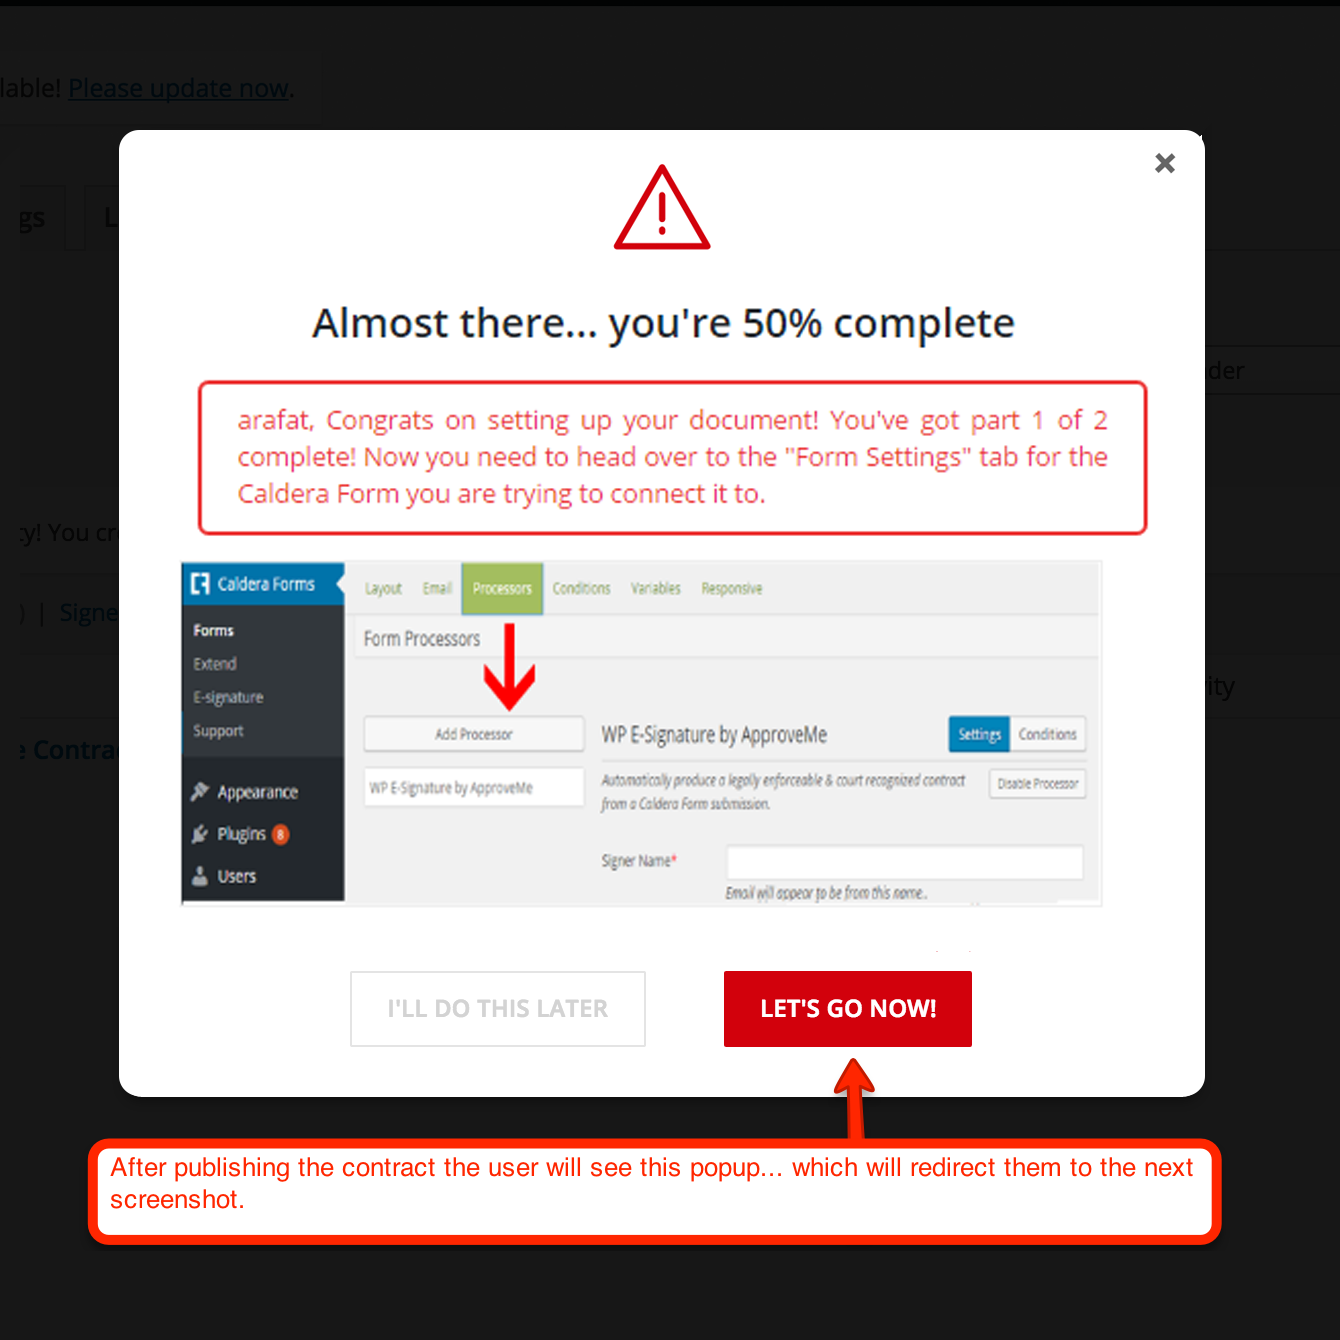 lable! Please update now.
gs
Almost there... you're 50% complete
der
arafat, Congrats on setting up your document! You've got part 1 of 2
complete! Now you need to head over to the "Form Settings" tab for the
Caldera Form you are trying to connect it to.
y! You cr
Caldera Forms
Layout Email Processors Conditions Variables Responsive
| Signe
Forms
Form Processors
Extend
E-signature
ity
Support
Add Processor
WP E-Signature by ApproveMe
Settings Conditions
e Contra
Automatically produce a legally enforceable & court recognized contract
from a Caldera Form submission.
Disable Processor
WP E-Signature by ApproveMe
Appearance
Plugins 8
Signer Name*
Users
Email will appear to be from this name..
I'LL DO THIS LATER
LET'S GO NOW!
After publishing the contract the user will see this popup... which will redirect them to the next
screenshot.